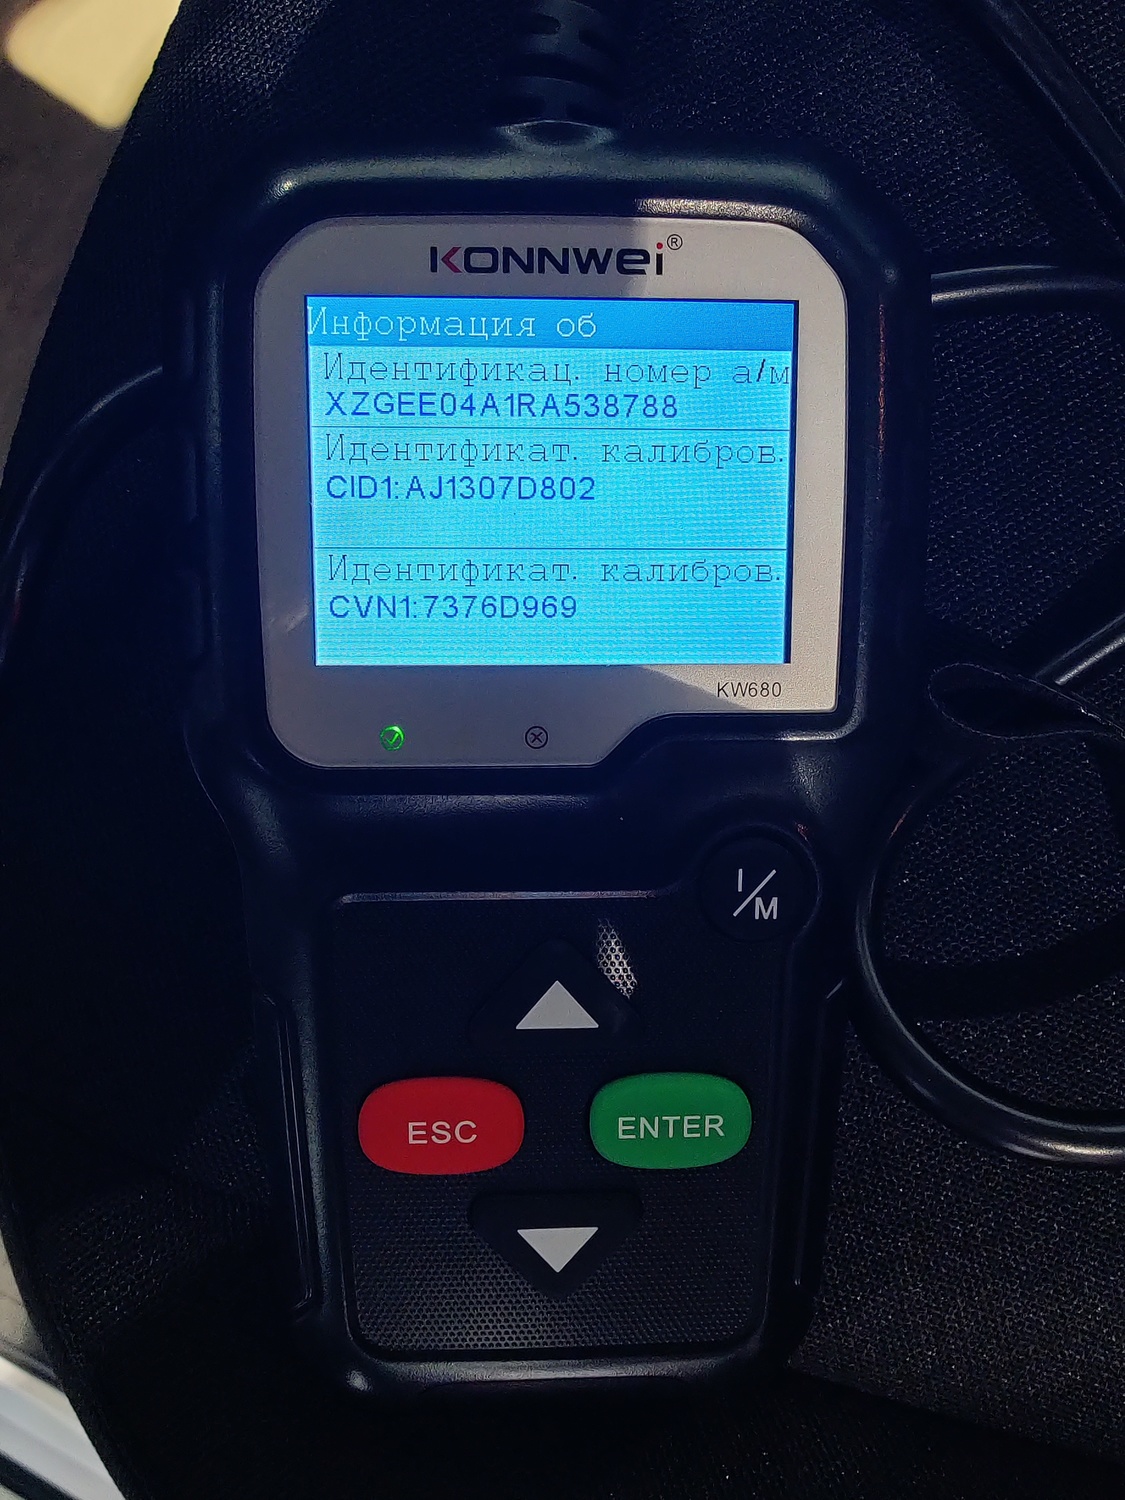 KONNWEI®
Информация об
Идентификац. номер а/м
XZGEE04A1RA538788
Идентификат. калибров.
CID1:AJ1307D802
Идентификат. калибров.
CVN1:7376D969
KW680
I/M
ESC
ENTER